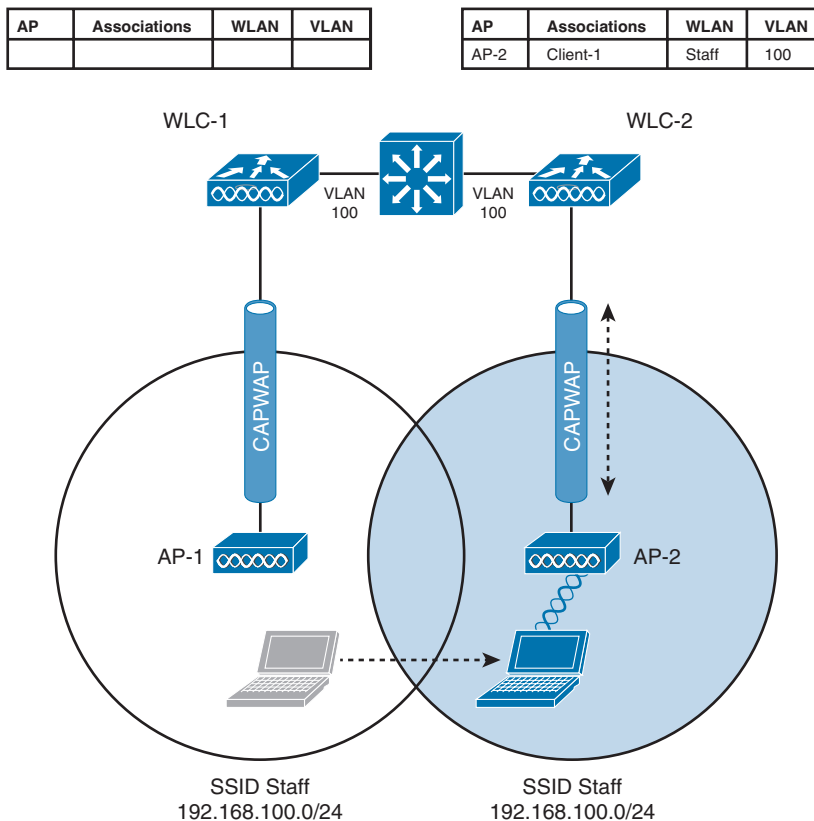 AP Associations WLAN VLAN
AP Associations WLAN VLAN
AP-2 Client-1 Staff 100
WLC-1
WLC-2
VLAN
100
VLAN
100
CAPWAP
CAPWAP
AP-1
AP-2
SSID Staff
192.168.100.0/24
SSID Staff
192.168.100.0/24